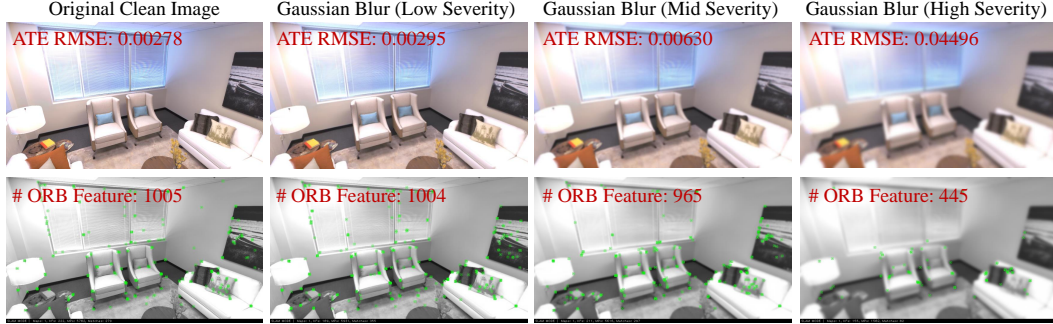 Original Clean Image
Gaussian Blur (Low Severity)
Gaussian Blur (Mid Severity)
Gaussian Blur (High Severity)
ATE RMSE: 0.00278
ATE RMSE: 0.00295
ATE RMSE: 0.00630
ATE RMSE: 0.04496
# ORB Feature: 1005
# ORB Feature: 1004
# ORB Feature: 965
# ORB Feature: 445